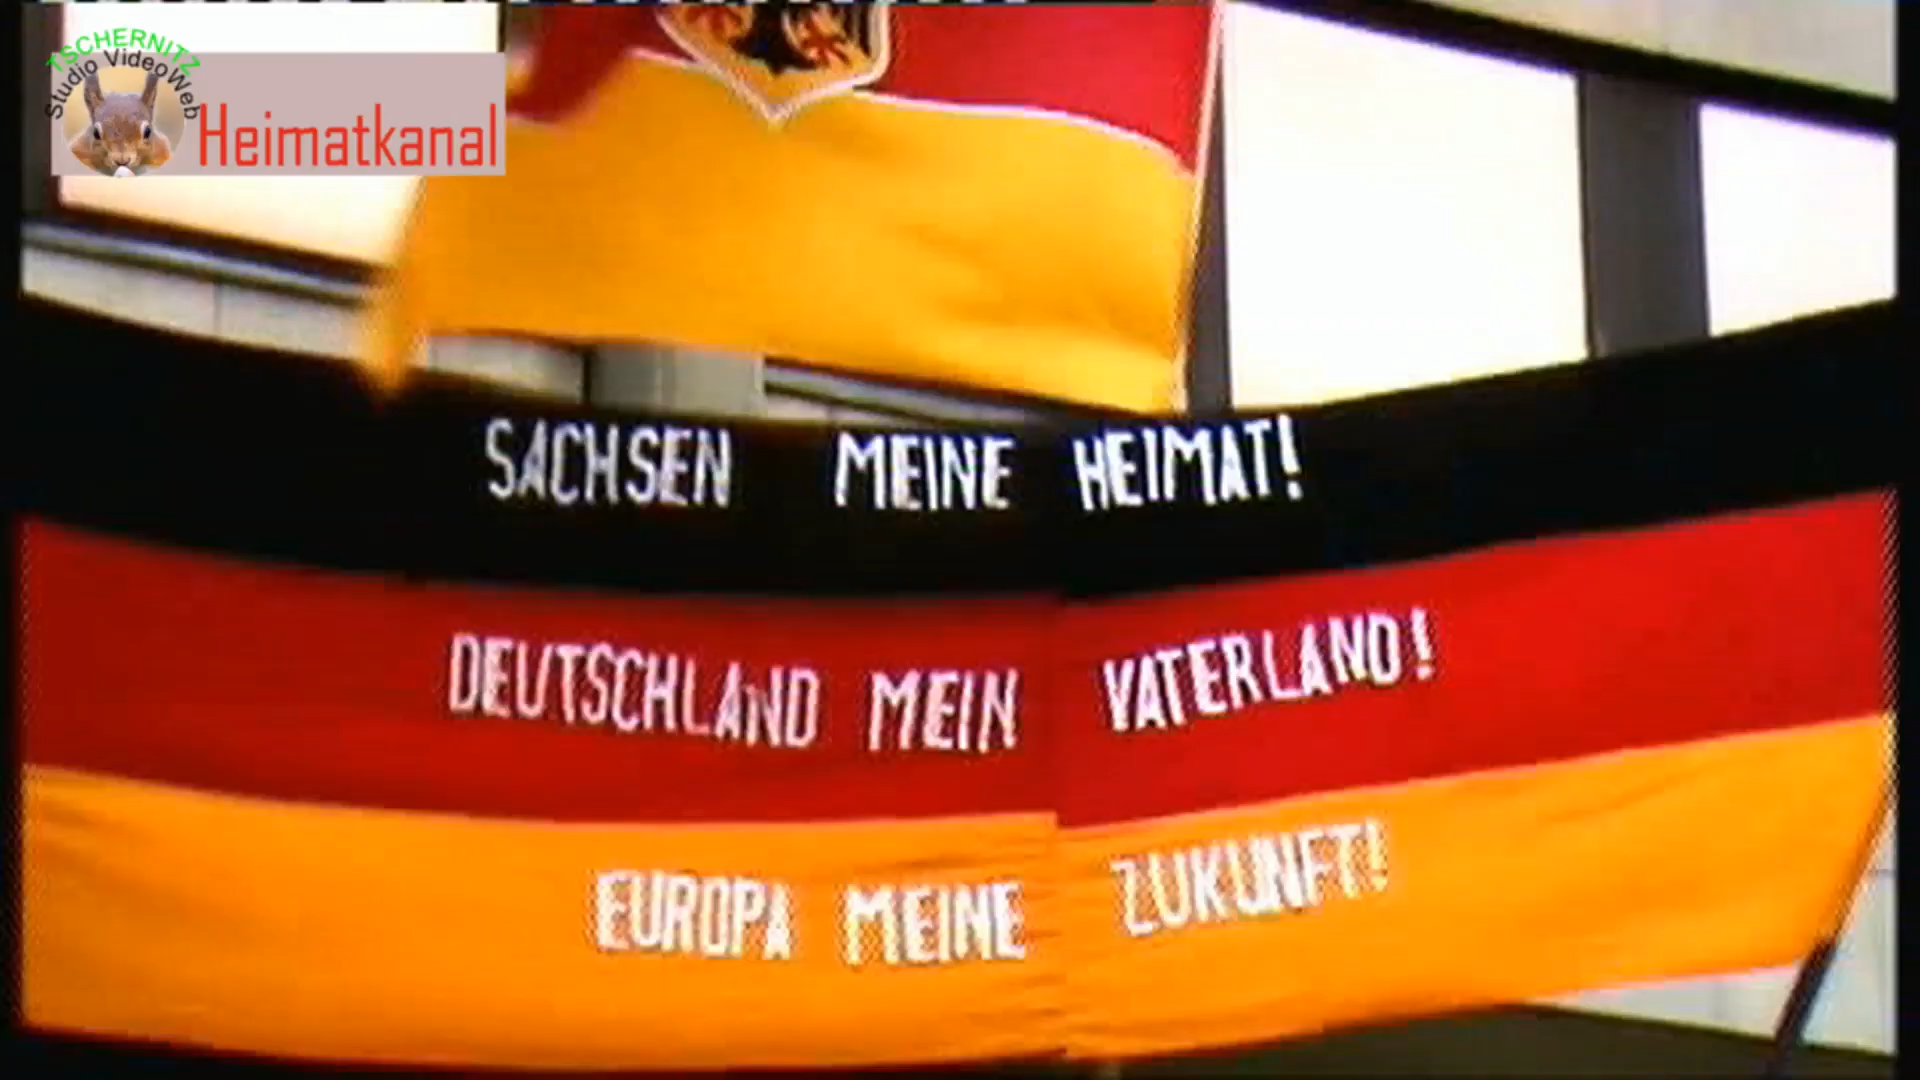 TSCHERNITZ
Studio VideoWeb
Heimatkanal
SACHSEN MEINE HEIMAT!
DEUTSCHLAND MEIN VATERLAND!
EUROPA MEINE ZUKUNFT!